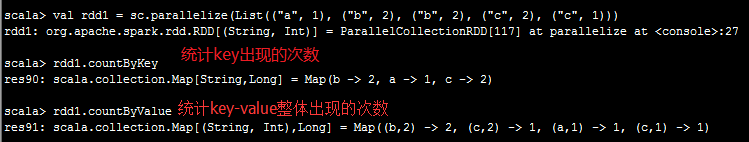 scala> val rdd1 = sc.parallelize(List(("a", 1), ("b", 2), ("b", 2), ("c", 2), ("c", 1)))
rdd1: org.apache.spark.rdd.RDD[(String, Int)] = ParallelCollectionRDD[117] at parallelize at <console>:27
scala> rdd1.countByKey 统计key出现的次数
res90: scala.collection.Map[String,Long] = Map(b -> 2, a -> 1, c -> 2)
scala> rdd1.countByValue 统计key-value整体出现的次数
res91: scala.collection.Map[(String, Int),Long] = Map((b,2) -> 2, (c,2) -> 1, (a,1) -> 1, (c,1) -> 1)